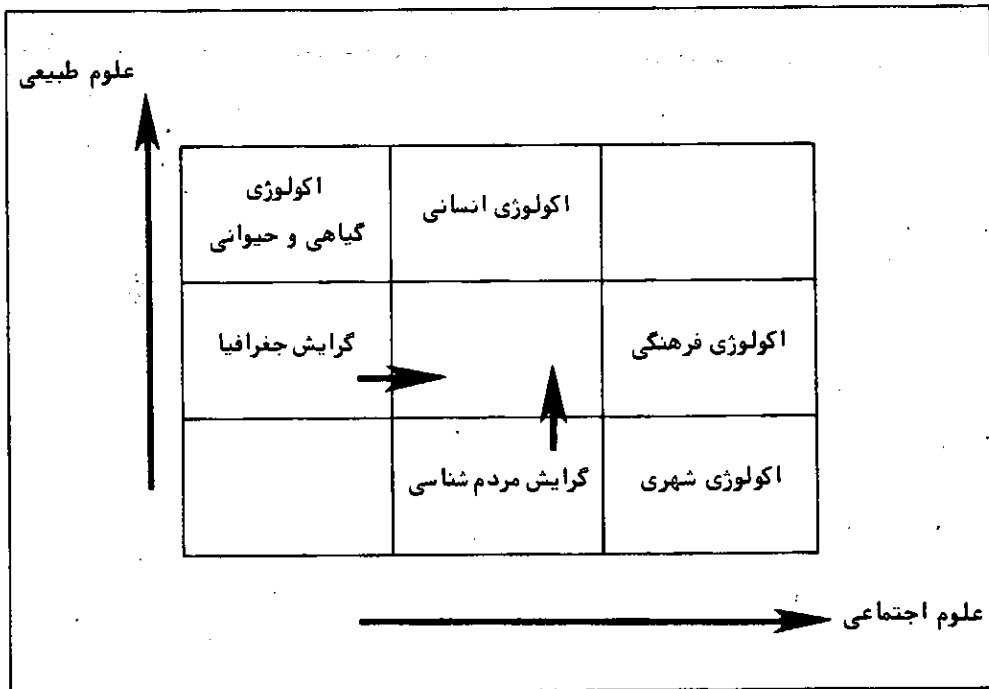 علوم طبیعی
اکولوژی
گیاهی و حیوانی
اکولوژی انسانی
گرایش جغرافیا
اکولوژی فرهنگی
گرایش مردم شناسی
اکولوژی شهری
علوم اجتماعی